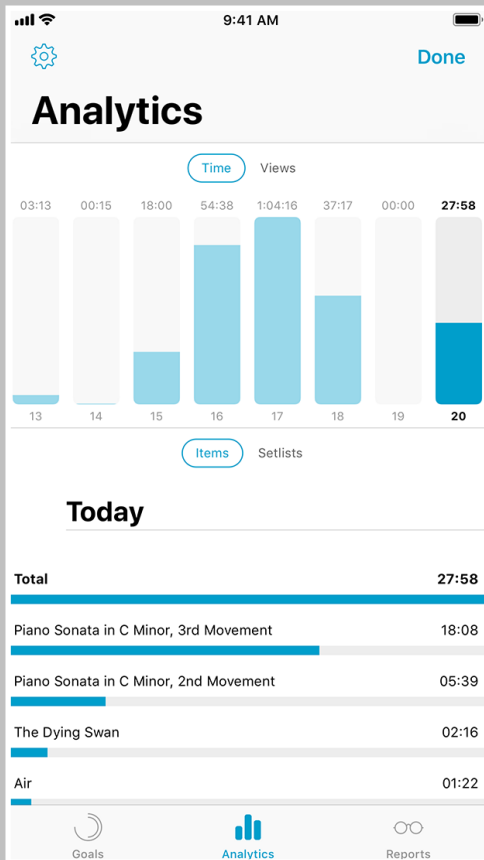 9:41 AM
Done
Analytics
Time Views
03:13 00:15 18:00 54:38 1:04:16 37:17 00:00 27:58
13 14 15 16 17 18 19 20
Items Setlists
Today
Total 27:58
Piano Sonata in C Minor, 3rd Movement 18:08
Piano Sonata in C Minor, 2nd Movement 05:39
The Dying Swan 02:16
Air 01:22
Goals Analytics Reports